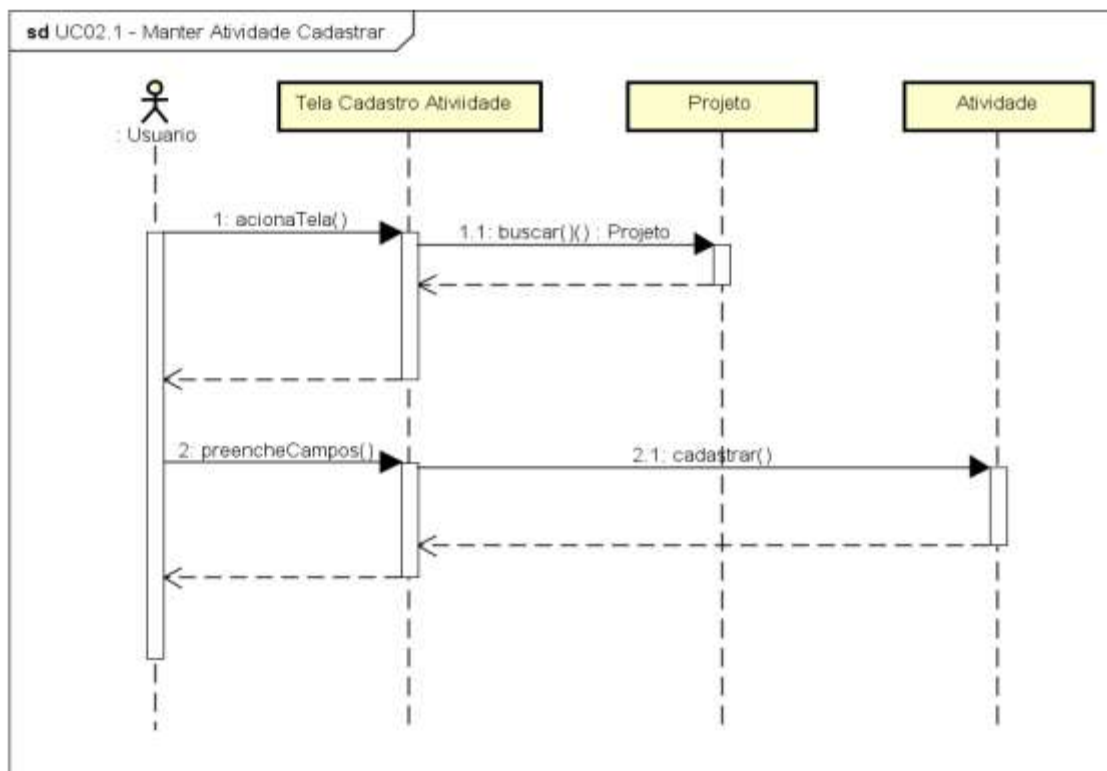 sd UC02.1 - Manter Atividade Cadastrar
Tela Cadastro Ativiidade
Projeto
Atividade
: Usuario
1: acionaTela()
1.1: buscar()() : Projeto
2: preencheCampos()
2.1: cadastrar()